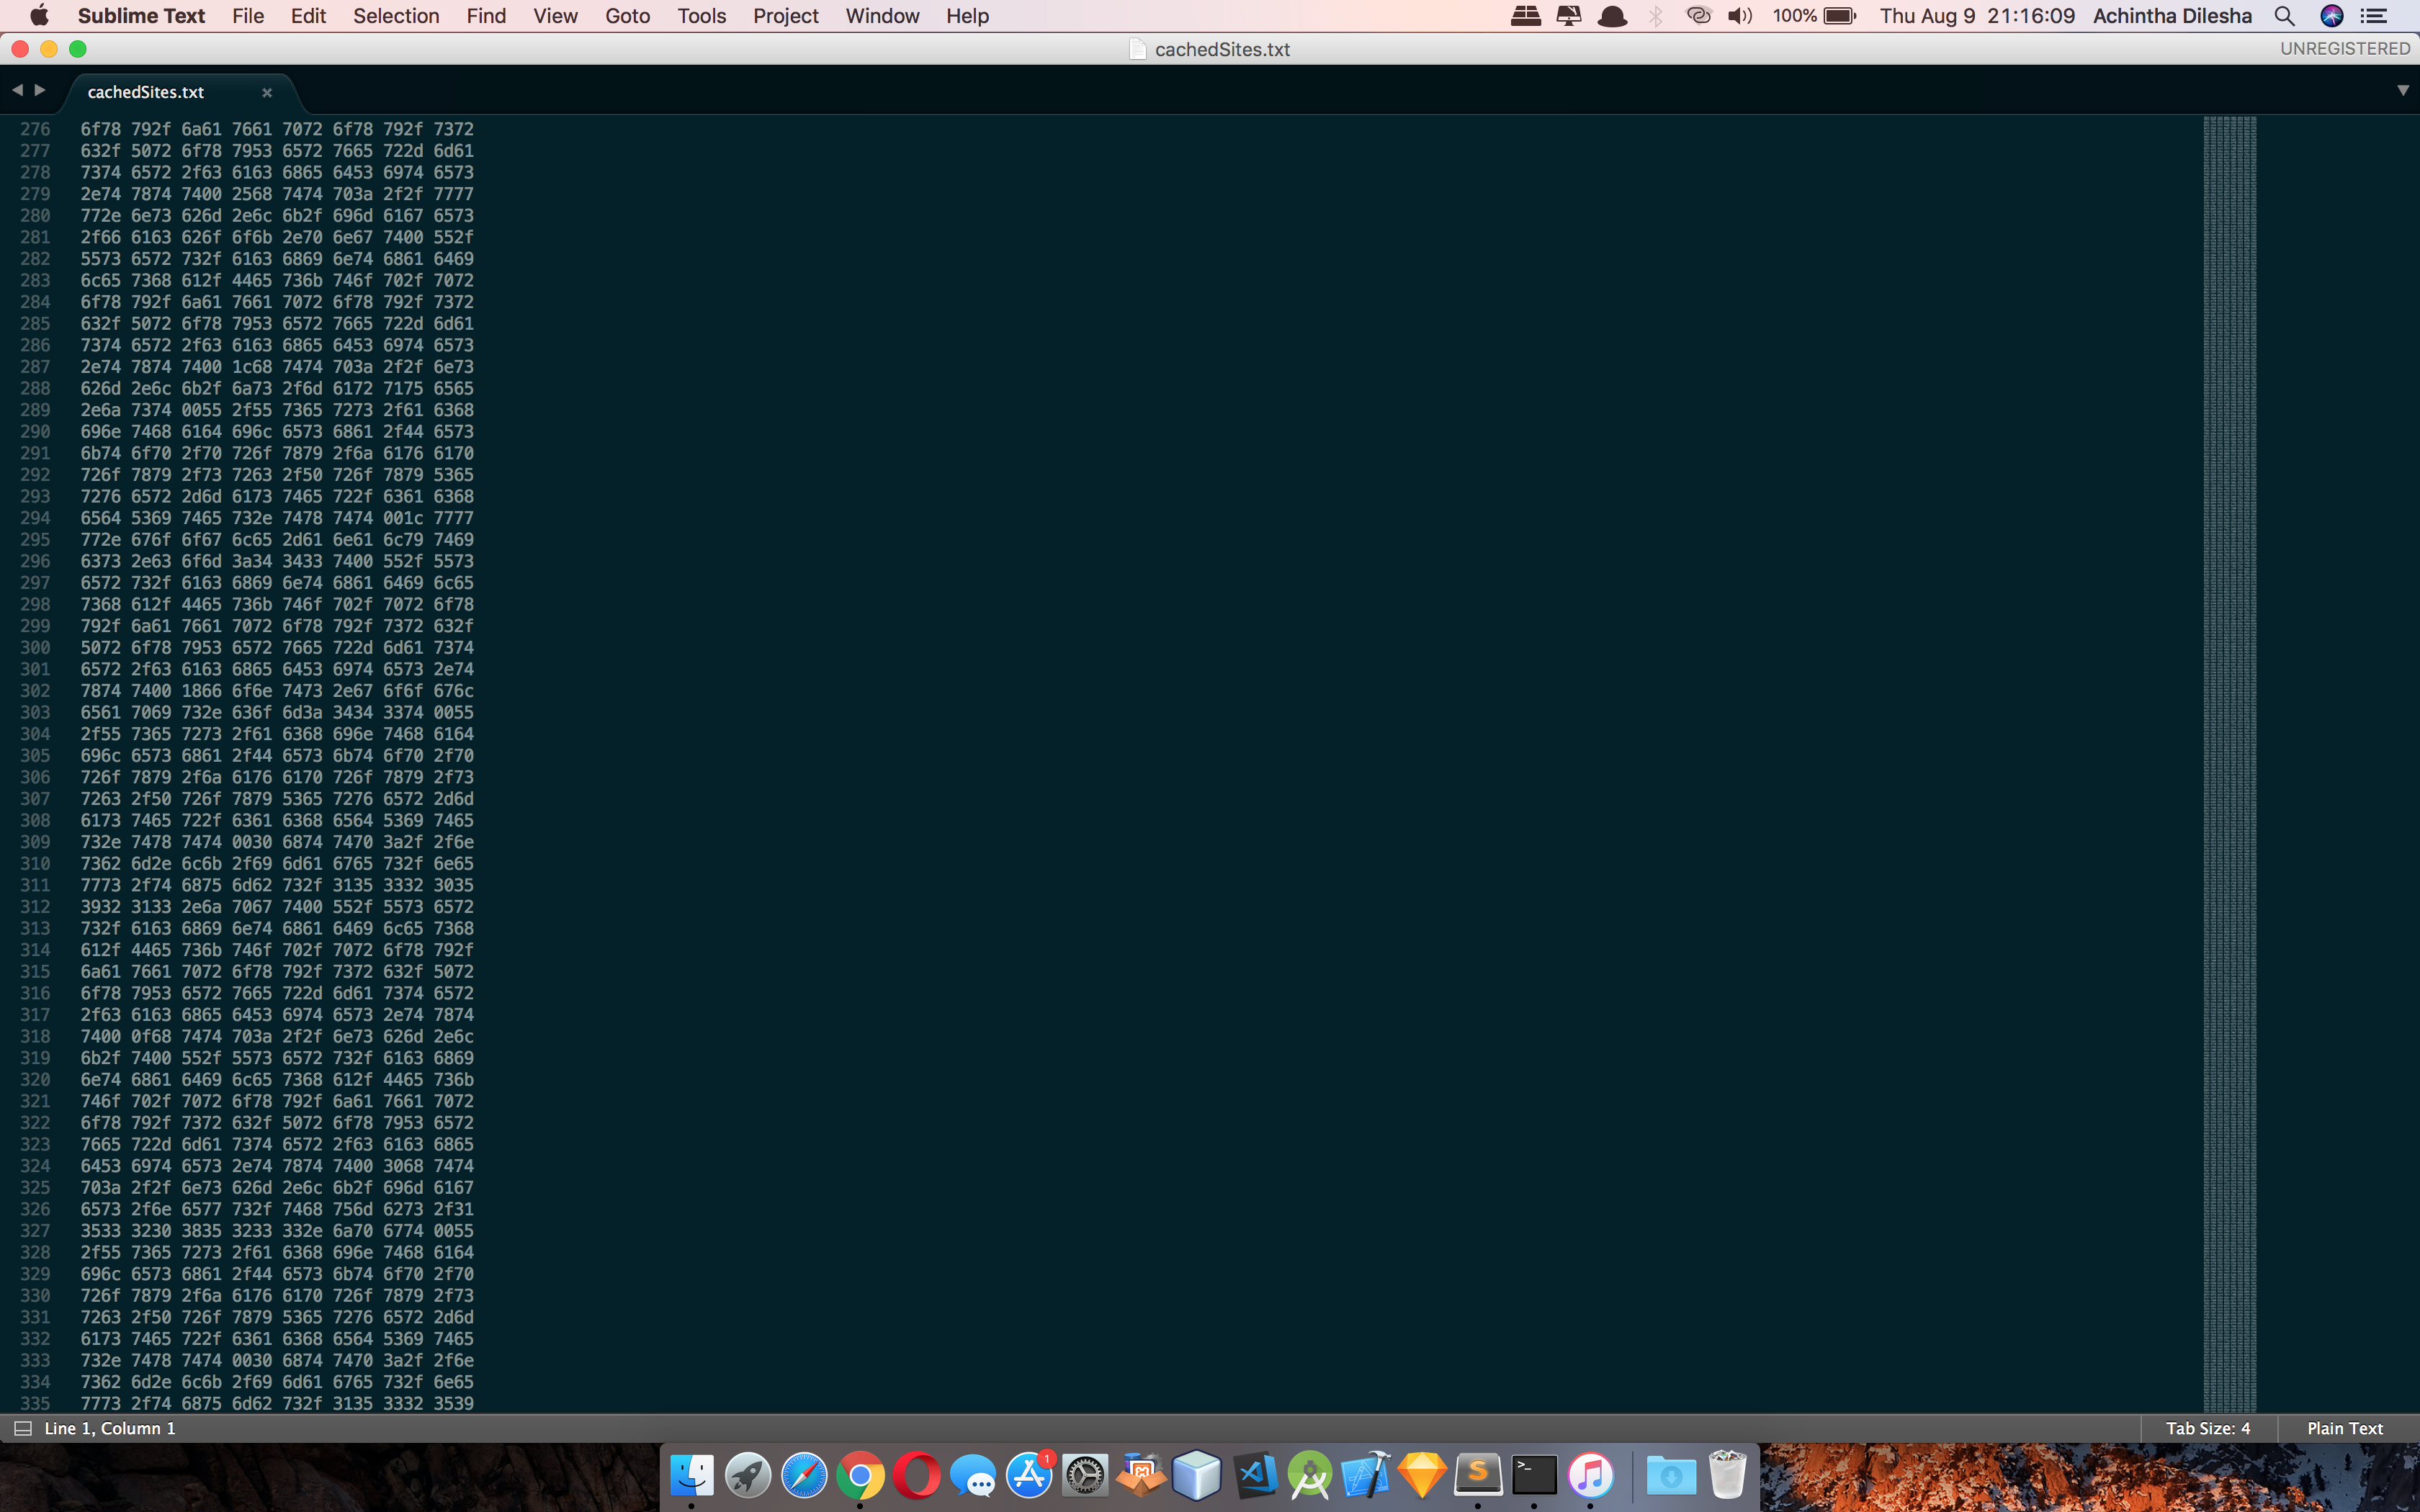 Sublime Text File Edit Selection Find View Goto Tools Project Window Help 100% Thu Aug 9 21:16:09 Achintha Dilesha
cachedSites.txt UNREGISTERED
cachedSites.txt
276 6f78 792f 6a61 7661 7072 6f78 792f 7372
277 632f 5072 6f78 7953 6572 7665 722d 6d61
278 7374 6572 2f63 6163 6865 6453 6974 6573
279 2e74 7874 7400 2568 7474 703a 2f2f 7777
280 772e 6e73 626d 2e6c 6b2f 696d 6167 6573
281 2f66 6163 626f 6f6b 2e70 6e67 7400 552f
282 5573 6572 732f 6163 6869 6e74 6861 6469
283 6c65 7368 612f 4465 736b 746f 702f 7072
284 6f78 792f 6a61 7661 7072 6f78 792f 7372
285 632f 5072 6f78 7953 6572 7665 722d 6d61
286 7374 6572 2f63 6163 6865 6453 6974 6573
287 2e74 7874 7400 1c68 7474 703a 2f2f 6e73
288 626d 2e6c 6b2f 6a73 2f6d 6172 7175 6565
289 2e6a 7374 0055 2f55 7365 7273 2f61 6368
290 696e 7468 6164 696c 6573 6861 2f44 6573
291 6b74 6f70 2f70 726f 7879 2f6a 6176 6170
292 726f 7879 2f73 7263 2f50 726f 7879 5365
293 7276 6572 2d6d 6173 7465 722f 6361 6368
294 6564 5369 7465 732e 7478 7474 001c 7777
295 772e 676f 6f67 6c65 2d61 6e61 6c79 7469
296 6373 2e63 6f6d 3a34 3433 7400 552f 5573
297 6572 732f 6163 6869 6e74 6861 6469 6c65
298 7368 612f 4465 736b 746f 702f 7072 6f78
299 792f 6a61 7661 7072 6f78 792f 7372 632f
300 5072 6f78 7953 6572 7665 722d 6d61 7374
301 6572 2f63 6163 6865 6453 6974 6573 2e74
302 7874 7400 1866 6f6e 7473 2e67 6f6f 676c
303 6561 7069 732e 636f 6d3a 3434 3374 0055
304 2f55 7365 7273 2f61 6368 696e 7468 6164
305 696c 6573 6861 2f44 6573 6b74 6f70 2f70
306 726f 7879 2f6a 6176 6170 726f 7879 2f73
307 7263 2f50 726f 7879 5365 7276 6572 2d6d
308 6173 7465 722f 6361 6368 6564 5369 7465
309 732e 7478 7474 0030 6874 7470 3a2f 2f6e
310 7362 6d2e 6c6b 2f69 6d61 6765 732f 6e65
311 7773 2f74 6875 6d62 732f 3135 3332 3035
312 3932 3133 2e6a 7067 7400 552f 5573 6572
313 732f 6163 6869 6e74 6861 6469 6c65 7368
314 612f 4465 736b 746f 702f 7072 6f78 792f
315 6a61 7661 7072 6f78 792f 7372 632f 5072
316 6f78 7953 6572 7665 722d 6d61 7374 6572
317 2f63 6163 6865 6453 6974 6573 2e74 7874
318 7400 0f68 7474 703a 2f2f 6e73 626d 2e6c
319 6b2f 7400 552f 5573 6572 732f 6163 6869
320 6e74 6861 6469 6c65 7368 612f 4465 736b
321 746f 702f 7072 6f78 792f 6a61 7661 7072
322 6f78 792f 7372 632f 5072 6f78 7953 6572
323 7665 722d 6d61 7374 6572 2f63 6163 6865
324 6453 6974 6573 2e74 7874 7400 3068 7474
325 703a 2f2f 6e73 626d 2e6c 6b2f 696d 6167
326 6573 2f6e 6577 732f 7468 756d 6273 2f31
327 3533 3230 3835 3233 332e 6a70 6774 0055
328 2f55 7365 7273 2f61 6368 696e 7468 6164
329 696c 6573 6861 2f44 6573 6b74 6f70 2f70
330 726f 7879 2f6a 6176 6170 726f 7879 2f73
331 7263 2f50 726f 7879 5365 7276 6572 2d6d
332 6173 7465 722f 6361 6368 6564 5369 7465
333 732e 7478 7474 0030 6874 7470 3a2f 2f6e
334 7362 6d2e 6c6b 2f69 6d61 6765 732f 6e65
335 7773 2f74 6875 6d62 732f 3135 3332 3539
Line 1, Column 1 Tab Size: 4 Plain Text
1